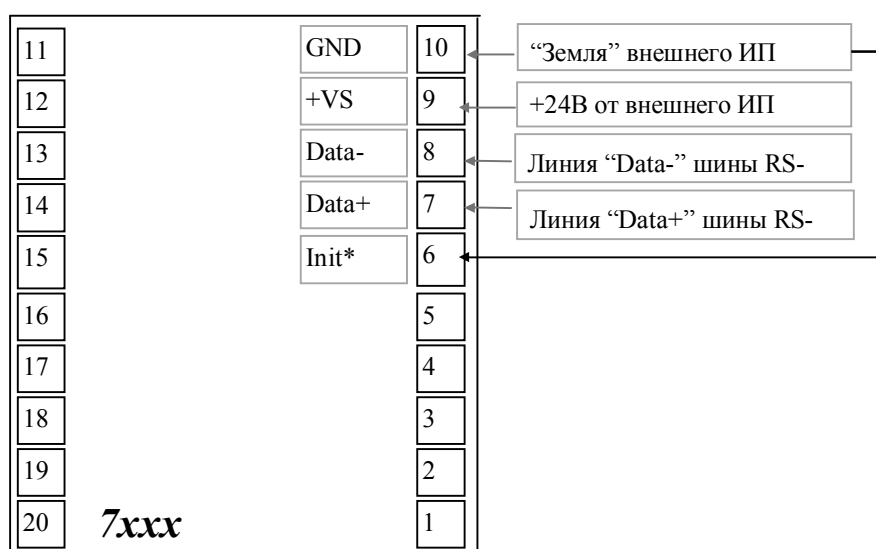 11 GND 10 “Земля” внешнего ИП
12 +VS 9 +24В от внешнего ИП
13 Data- 8 Линия “Data-” шины RS-
14 Data+ 7 Линия “Data+” шины RS-
15 Init* 6
16 5
17 4
18 3
19 2
20 7xxx 1